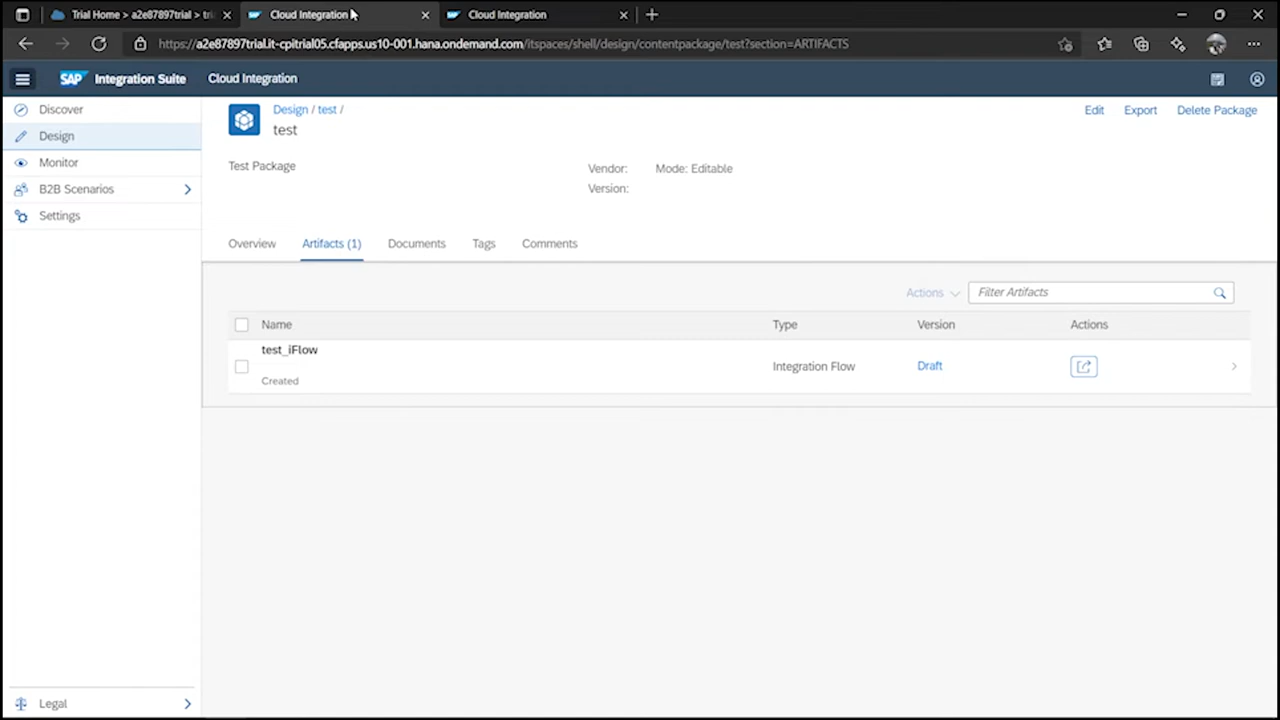 Trial Home > a2e87897trial > tri
Cloud Integration
Cloud Integration
https://a2e87897trial.it-cpitrial05.cfapps.us10-001.hana.ondemand.com/itspaces/shell/design/contentpackage/test?section=ARTIFACTS
SAP Integration Suite Cloud Integration
Discover
Design
Monitor
B2B Scenarios
Settings
Legal
Design / test /
test
Edit Export Delete Package
Test Package
Vendor: Mode: Editable
Version:
Overview Artifacts (1) Documents Tags Comments
Actions Filter Artifacts
Name Type Version Actions
test_iFlow
Integration Flow Draft
Created